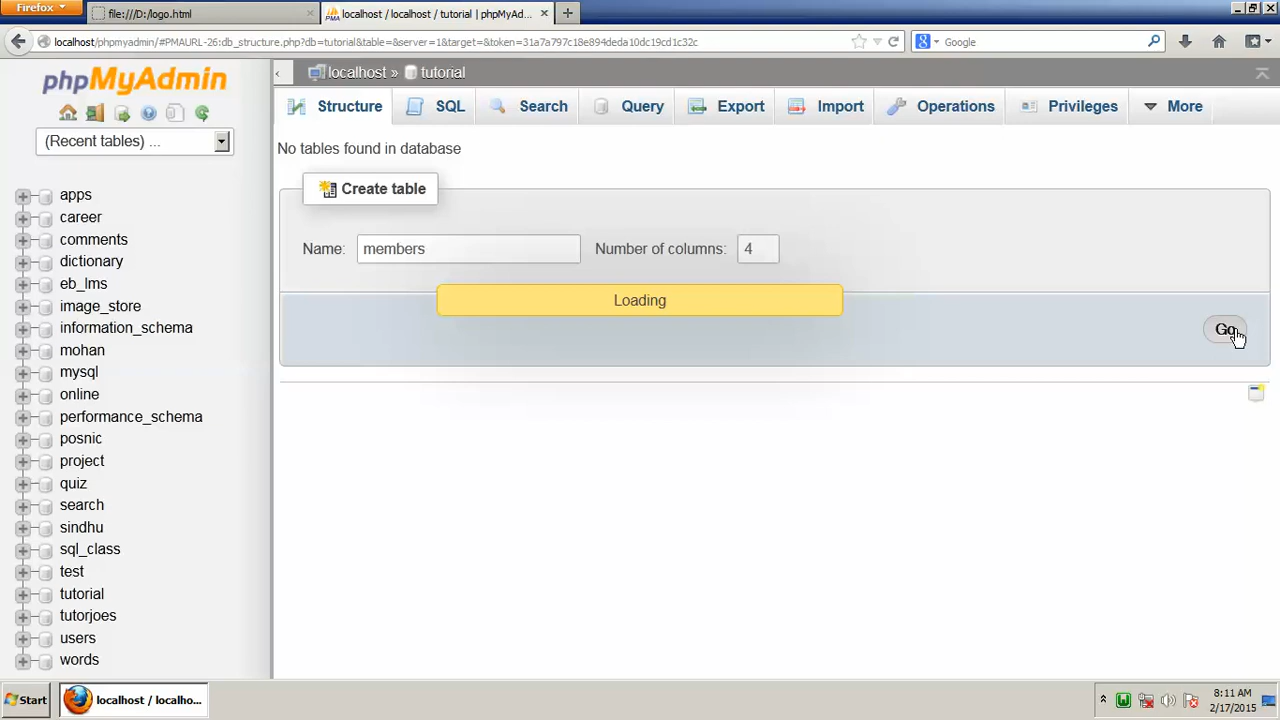 Firefox
file:///D:/logo.html
localhost / localhost / tutorial | phpMyAd...
localhost/phpmyadmin/#PMAURL-26:db_structure.php?db=tutorial&table=&server=1&target=&token=31a7a797c18e894deda10dc19cd1c32c
Google
phpMyAdmin
(Recent tables) ...
apps
career
comments
dictionary
eb_lms
image_store
information_schema
mohan
mysql
online
performance_schema
posnic
project
quiz
search
sindhu
sql_class
test
tutorial
tutorjoes
users
words
localhost » tutorial
Structure SQL Search Query Export Import Operations Privileges More
No tables found in database
Create table
Name: members Number of columns: 4
Loading
Go
Start
localhost / localho...
8:11 AM
2/17/2015